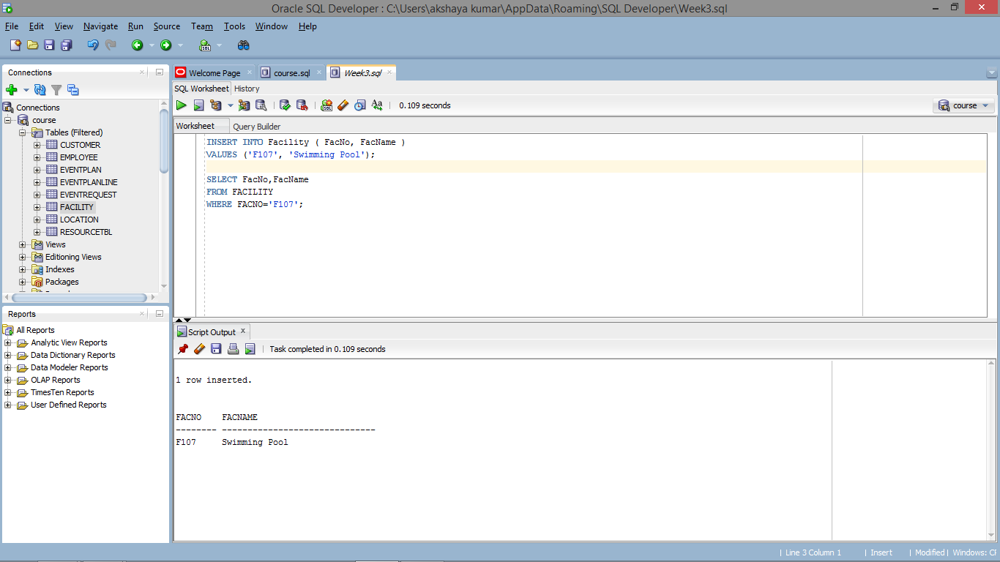 Oracle SQL Developer : C:\Users\akshaya kumar\AppData\Roaming\SQL Developer\Week3.sql
File Edit View Navigate Run Source Team Tools Window Help
Connections
Connections
course
Tables (Filtered)
CUSTOMER
EMPLOYEE
EVENTPLAN
EVENTPLANLINE
EVENTREQUEST
FACILITY
LOCATION
RESOURCETBL
Views
Editioning Views
Indexes
Packages
Reports
All Reports
Analytic View Reports
Data Dictionary Reports
Data Modeler Reports
OLAP Reports
TimesTen Reports
User Defined Reports
Welcome Page course.sql Week3.sql
SQL Worksheet History
0.109 seconds
course
Worksheet Query Builder
INSERT INTO Facility ( FacNo, FacName )
VALUES ('F107', 'Swimming Pool');
SELECT FacNo,FacName
FROM FACILITY
WHERE FACNO='F107';
Script Output x
Task completed in 0.109 seconds
1 row inserted.
FACNO FACNAME
-------- ------------------------------
F107 Swimming Pool
Line 3 Column 1 | Insert | Modified | Windows: